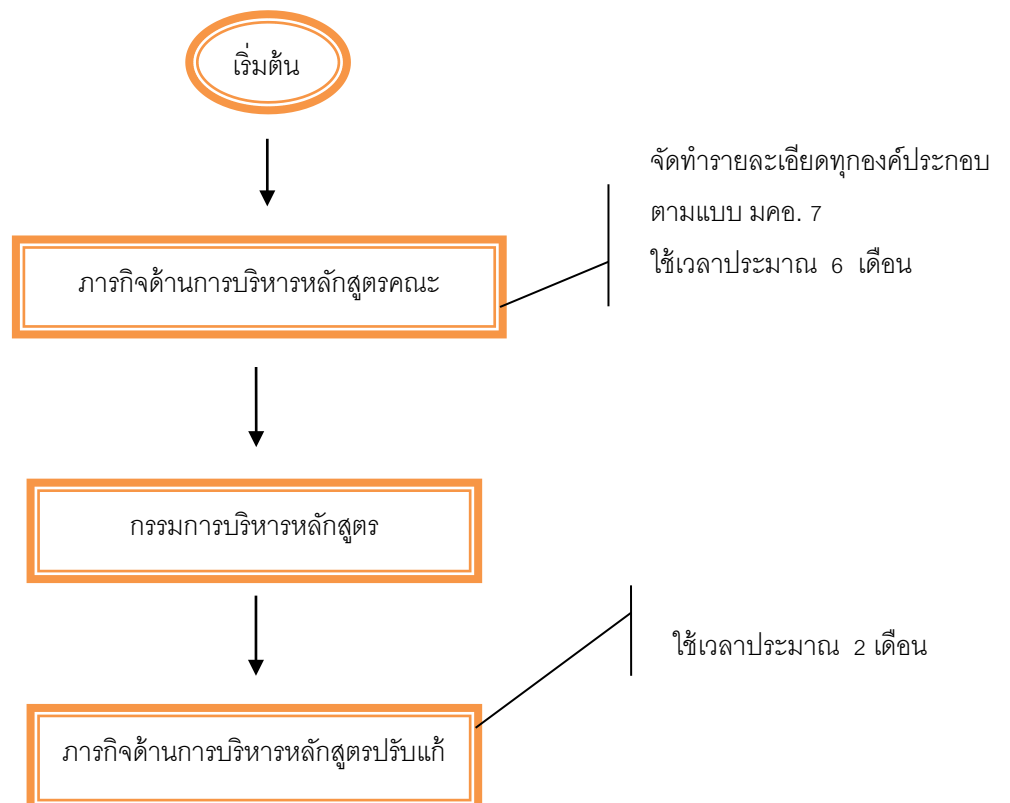 เริ่มต้น
จัดทำรายละเอียดทุกองค์ประกอบ
ตามแบบ มคอ. 7
ใช้เวลาประมาณ 6 เดือน
ภารกิจด้านการบริหารหลักสูตรคณะ
กรรมการบริหารหลักสูตร
ใช้เวลาประมาณ 2 เดือน
ภารกิจด้านการบริหารหลักสูตรปรับแก้